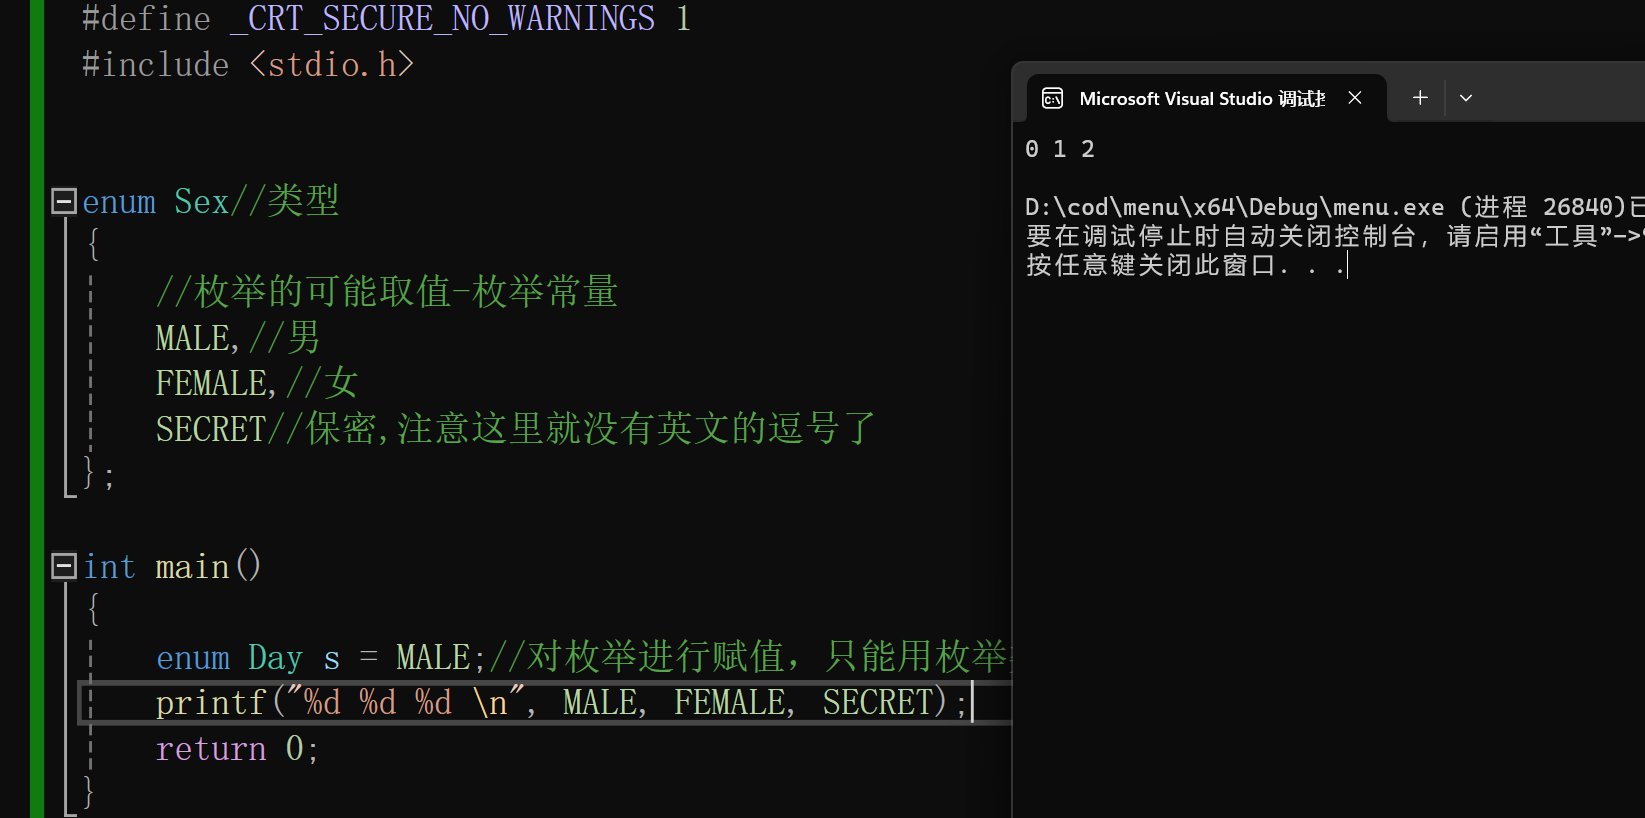 #define _CRT_SECURE_NO_WARNINGS 1
#include <stdio.h>
enum Sex//类型
{
//枚举的可能取值-枚举常量
MALE,//男
FEMALE,//女
SECRET//保密,注意这里就没有英文的逗号了
};
int main()
{
enum Day s = MALE;//对枚举进行赋值，只能用枚举
printf("%d %d %d \n", MALE, FEMALE, SECRET);
return 0;
}
Microsoft Visual Studio 调试
0 1 2
D:\cod\menu\x64\Debug\menu.exe (进程 26840)已
要在调试停止时自动关闭控制台, 请启用“工具”->
按任意键关闭此窗口. . .